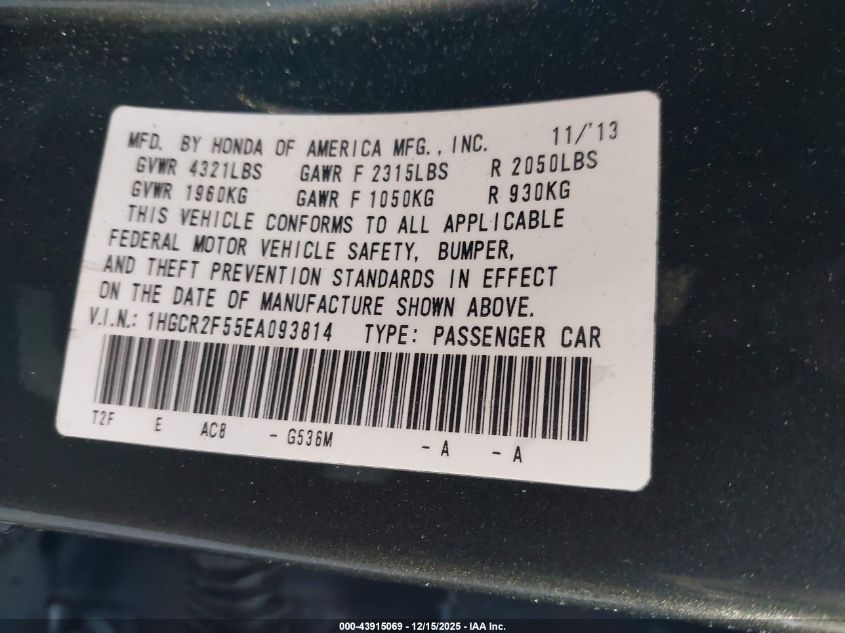 MFD. BY HONDA OF AMERICA MFG., INC. 11/'13
GVWR 4321LBS GAWR F 2315LBS R 2050LBS
GVWR 1960KG GAWR F 1050KG R 930KG
THIS VEHICLE CONFORMS TO ALL APPLICABLE
FEDERAL MOTOR VEHICLE SAFETY, BUMPER,
AND THEFT PREVENTION STANDARDS IN EFFECT
ON THE DATE OF MANUFACTURE SHOWN ABOVE.
V.I.N.: 1HGCR2F55EA093814 TYPE: PASSENGER CAR
T2F E AC8 - G536M - A - A
000-43915069 - 12/15/2025 - IAA Inc.